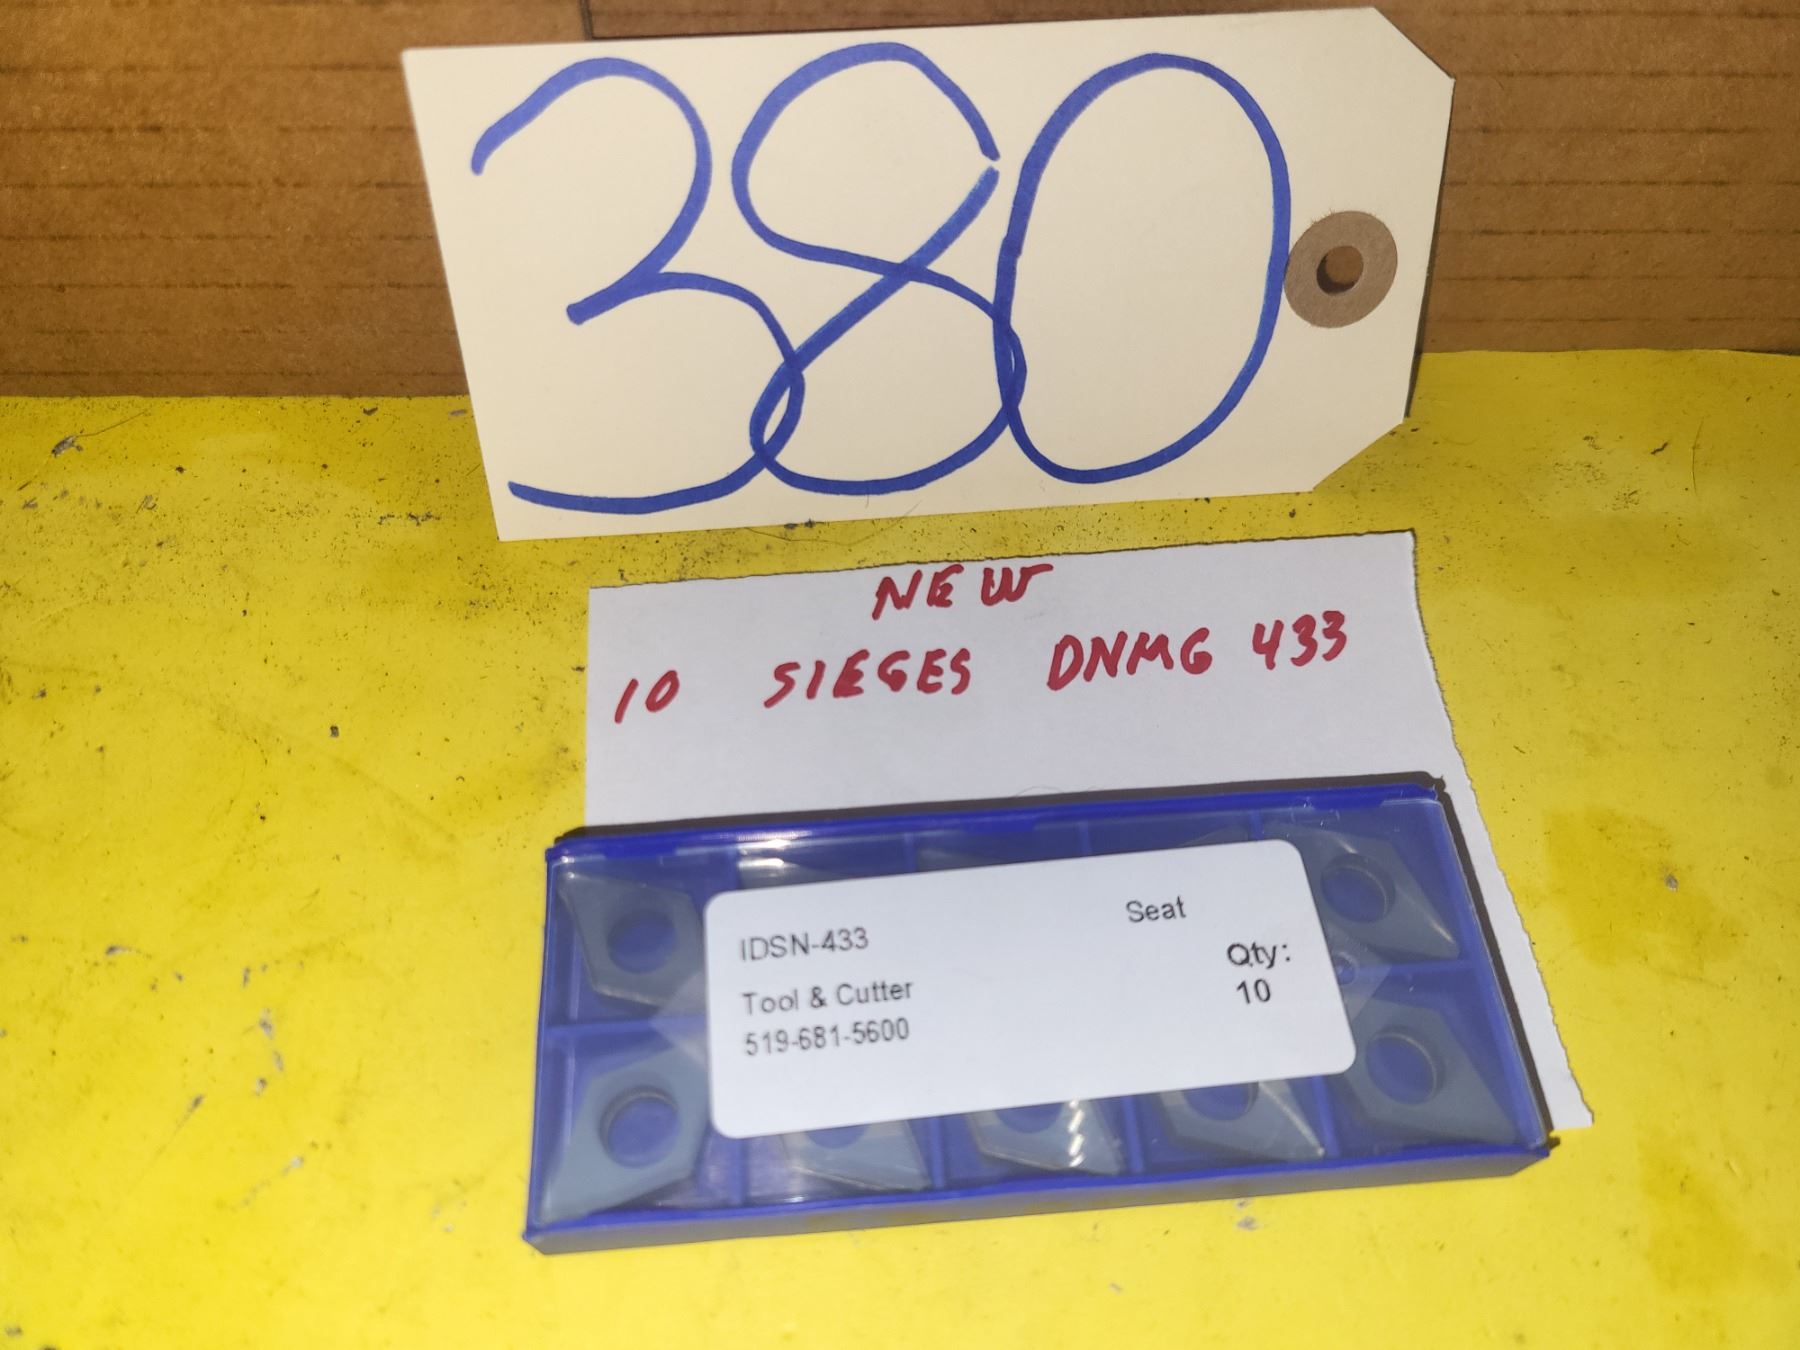 380
NEW
10 SIEGES DNMG 433
Seat
IDSN-433
Qty:
Tool & Cutter
10
519-681-5600